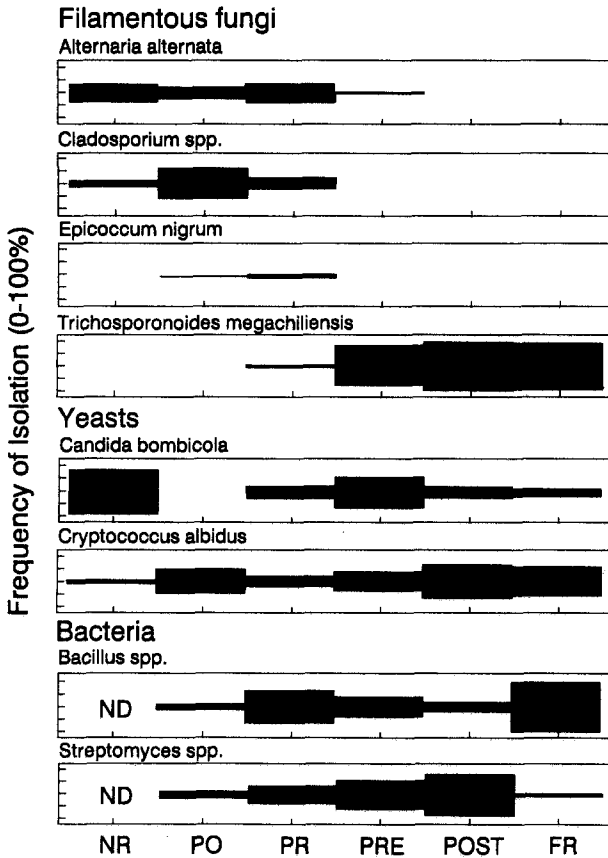 Filamentous fungi
Alternaria alternata
Cladosporium spp.
Epicoccum nigrum
Trichosporonoides megachiliensis
Yeasts
Candida bombicola
Cryptococcus albidus
Bacteria
Bacillus spp.
ND
Streptomyces spp.
ND
NR PO PR PRE POST FR
Frequency of Isolation (0-100%)